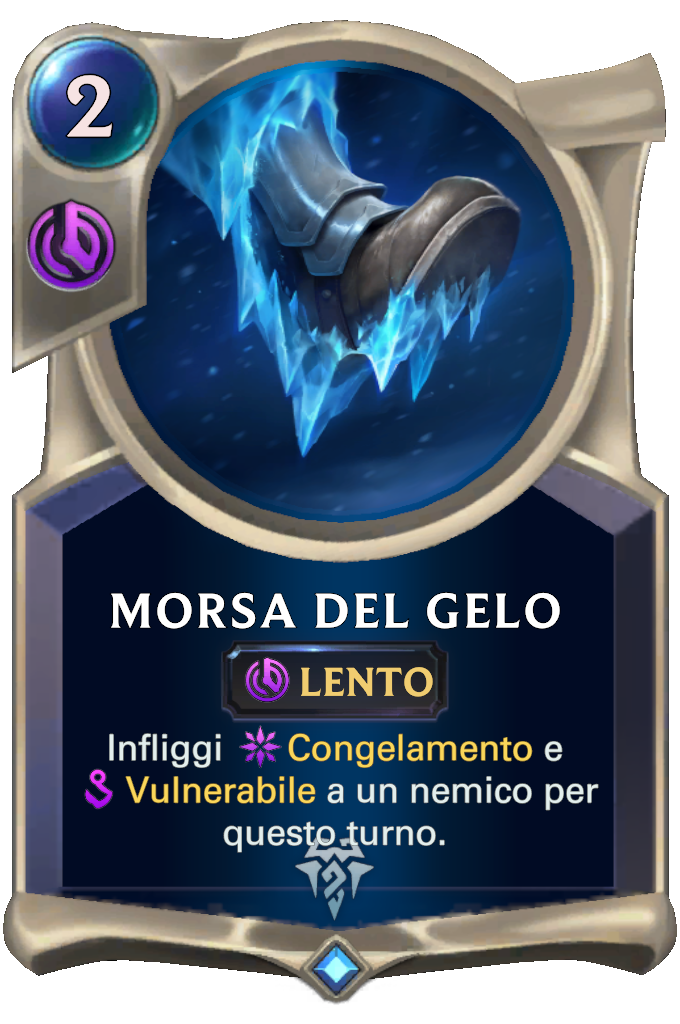 2
MORSA DEL GELO
LENTO
Infliggi Congelamento e
Vulnerabile a un nemico per
questo turno.